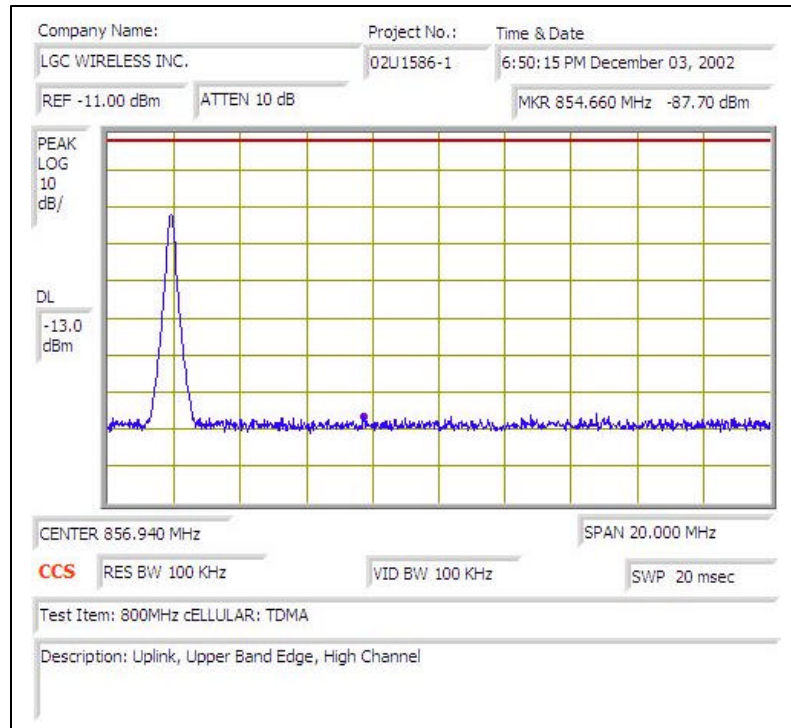 Company Name: Project No.: Time & Date
LGC WIRELESS INC. 02U1586-1 6:50:15 PM December 03, 2002
REF -11.00 dBm ATTEN 10 dB MKR 854.660 MHz -87.70 dBm
PEAK
LOG
10
dB/
DL
-13.0
dBm
CENTER 856.940 MHz SPAN 20.000 MHz
CCS RES BW 100 KHz VID BW 100 KHz SWP 20 msec
Test Item: 800MHz cELLULAR: TDMA
Description: Uplink, Upper Band Edge, High Channel